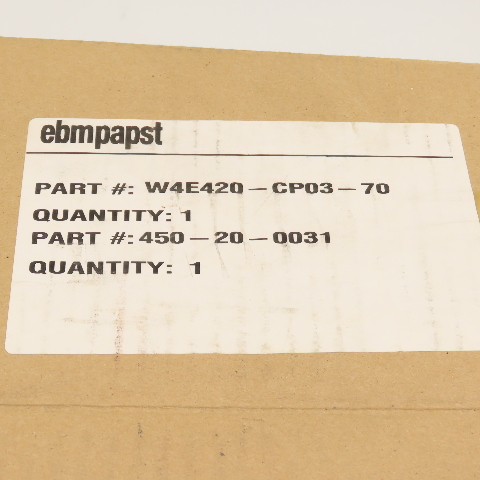 ebmpapst
PART #: W4E420-CP03-70
QUANTITY: 1
PART #: 450-20-0031
QUANTITY: 1